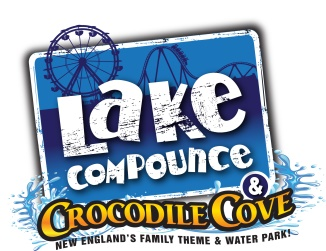 Lake
COMPOUNCE
&
CROCODILE COVE
NEW ENGLAND'S FAMILY THEME & WATER PARK!